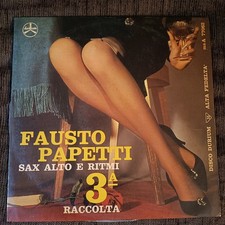 FAUSTO
PAPETTI
SAX ALTO E RITMI
3A
RACCOLTA
DISCO DURIUM
ALTA FEDELTA'